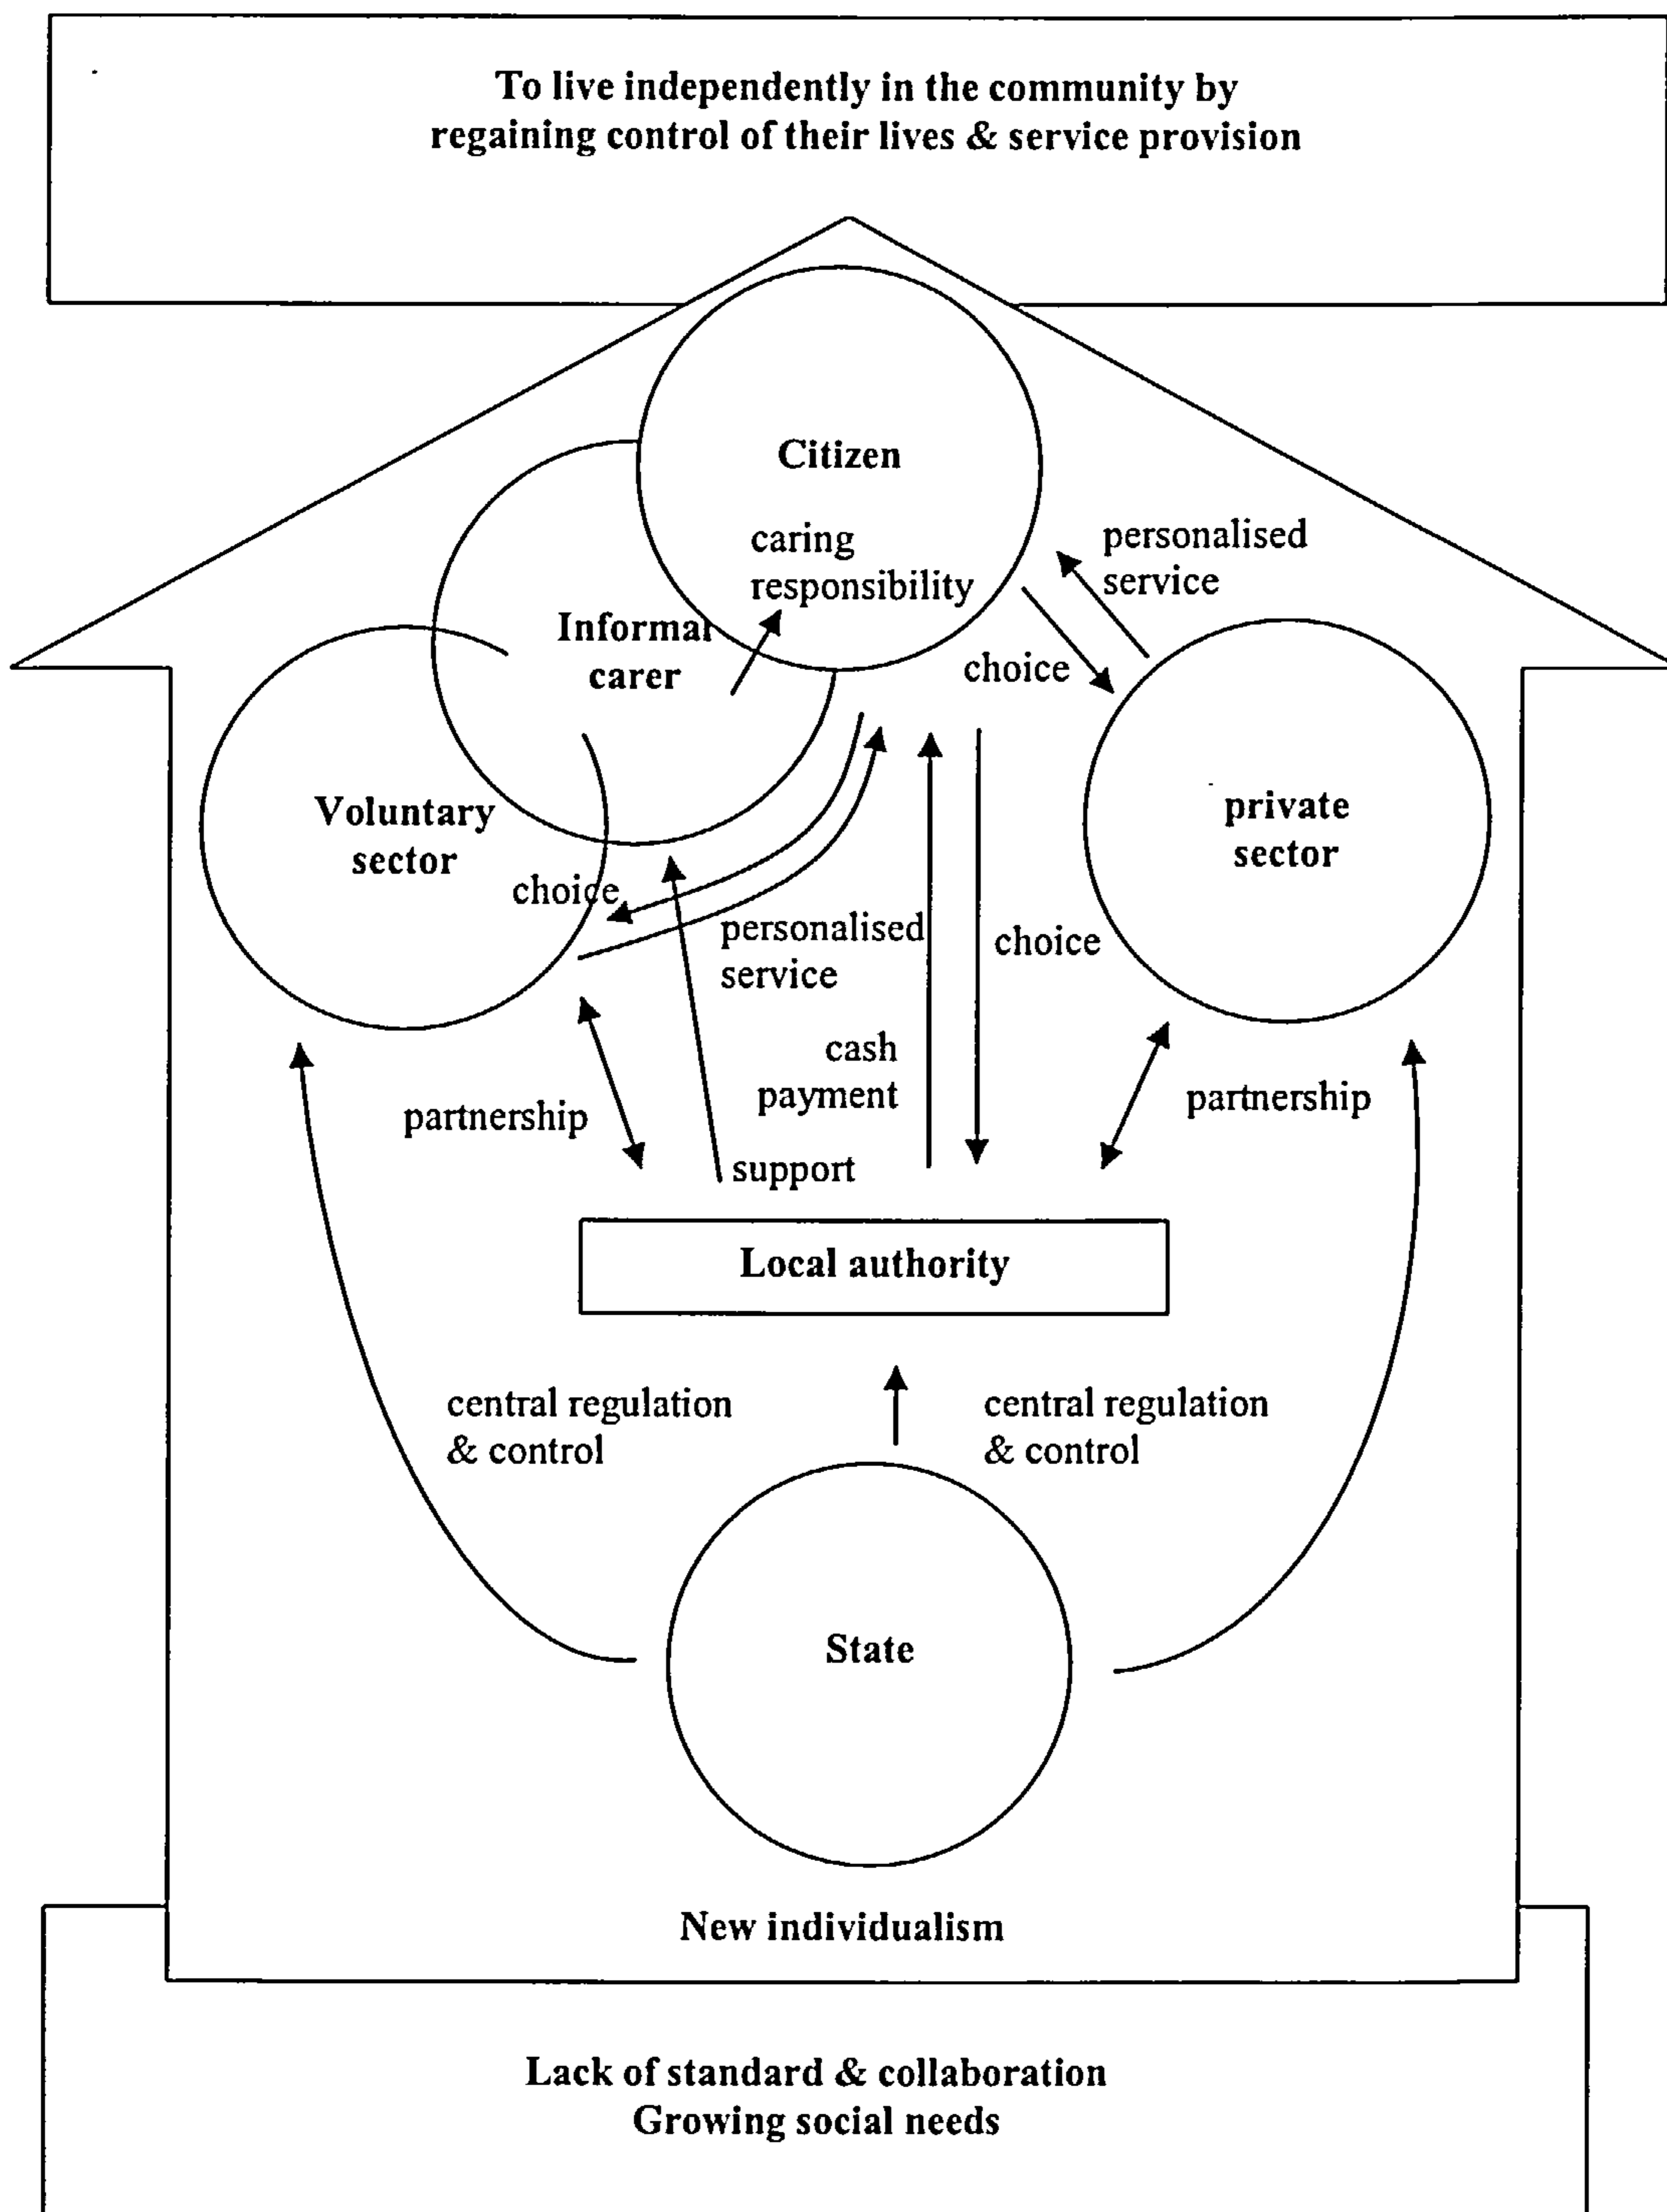 To live independently in the community by
regaining control of their lives & service provision
Citizen
caring
responsibility
personalised
service
Informal
carer
choice
Voluntary
sector
private
sector
choice
personalised
service
choice
cash
payment
partnership
partnership
support
Local authority
central regulation
& control
central regulation
& control
State
New individualism
Lack of standard & collaboration
Growing social needs